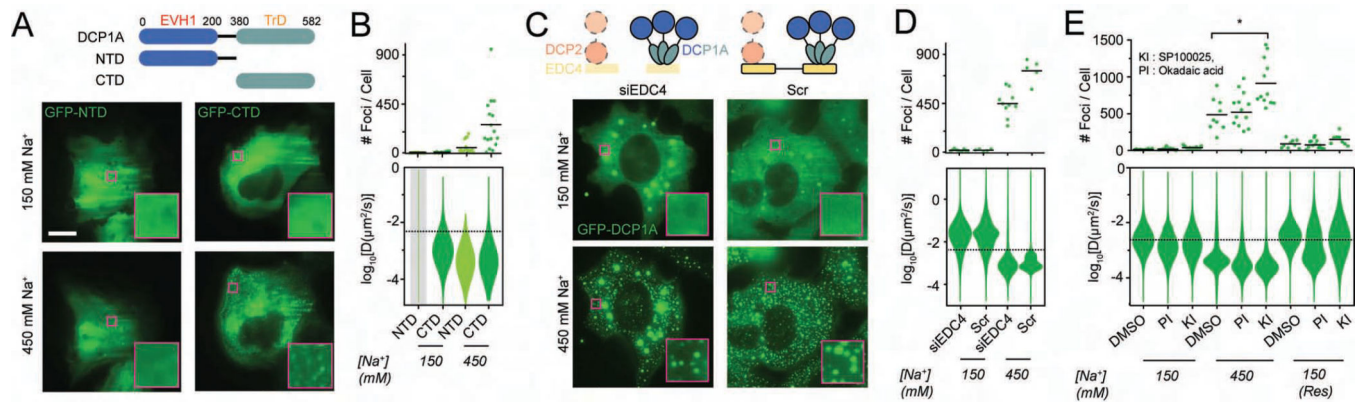 A
0 EVH1 200 380 TrD 582
DCP1A
NTD
CTD
GFP-NTD
GFP-CTD
150 mM Na⁺
450 mM Na⁺
B
# Foci / Cell
900
450
0
log₁₀[D(µm²/s)]
0
-2
-4
NTD CTD NTD CTD
[Na⁺] 150 450
(mM)
C
DCP2
EDC4
DCP1A
siEDC4
Scr
150 mM Na⁺
GFP-DCP1A
450 mM Na⁺
D
# Foci / Cell
900
450
0
log₁₀[D(µm²/s)]
0
-2
-4
siEDC4 Scr siEDC4 Scr
[Na⁺] 150 450
(mM)
E
# Foci / Cell
1500
1000
500
0
KI : SP100025,
PI : Okadaic acid
*
log₁₀[D(µm²/s)]
0
-2
-4
DMSO PI KI DMSO PI KI DMSO PI KI
[Na⁺] 150 450 150
(mM) (Res)